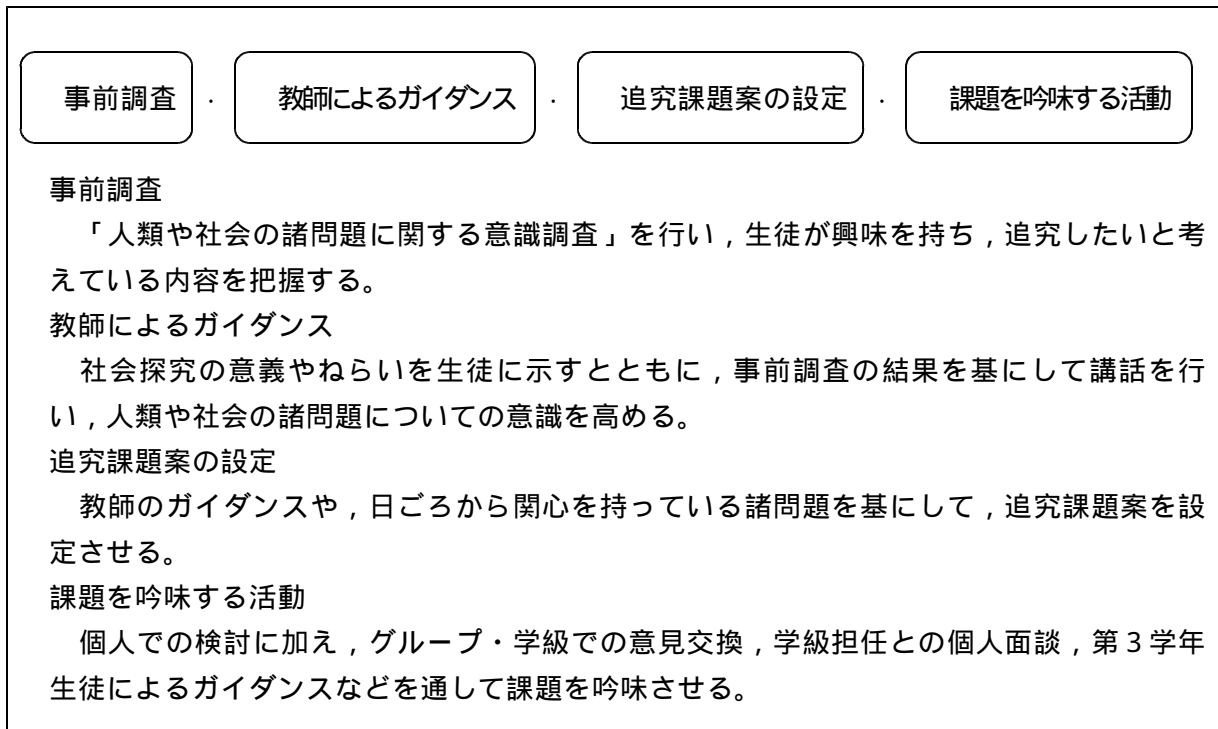 事前調査 . 教師によるガイダンス . 追究課題案の設定 . 課題を吟味する活動
事前調査
「人類や社会の諸問題に関する意識調査」を行い，生徒が興味を持ち，追究したいと考
えている内容を把握する。
教師によるガイダンス
社会探究の意義やねらいを生徒に示すとともに，事前調査の結果を基にして講話を行
い，人類や社会の諸問題についての意識を高める。
追究課題案の設定
教師のガイダンスや，日ごろから関心を持っている諸問題を基にして，追究課題案を設
定させる。
課題を吟味する活動
個人での検討に加え，グループ・学級での意見交換，学級担任との個人面談，第３学年
生徒によるガイダンスなどを通して課題を吟味させる。